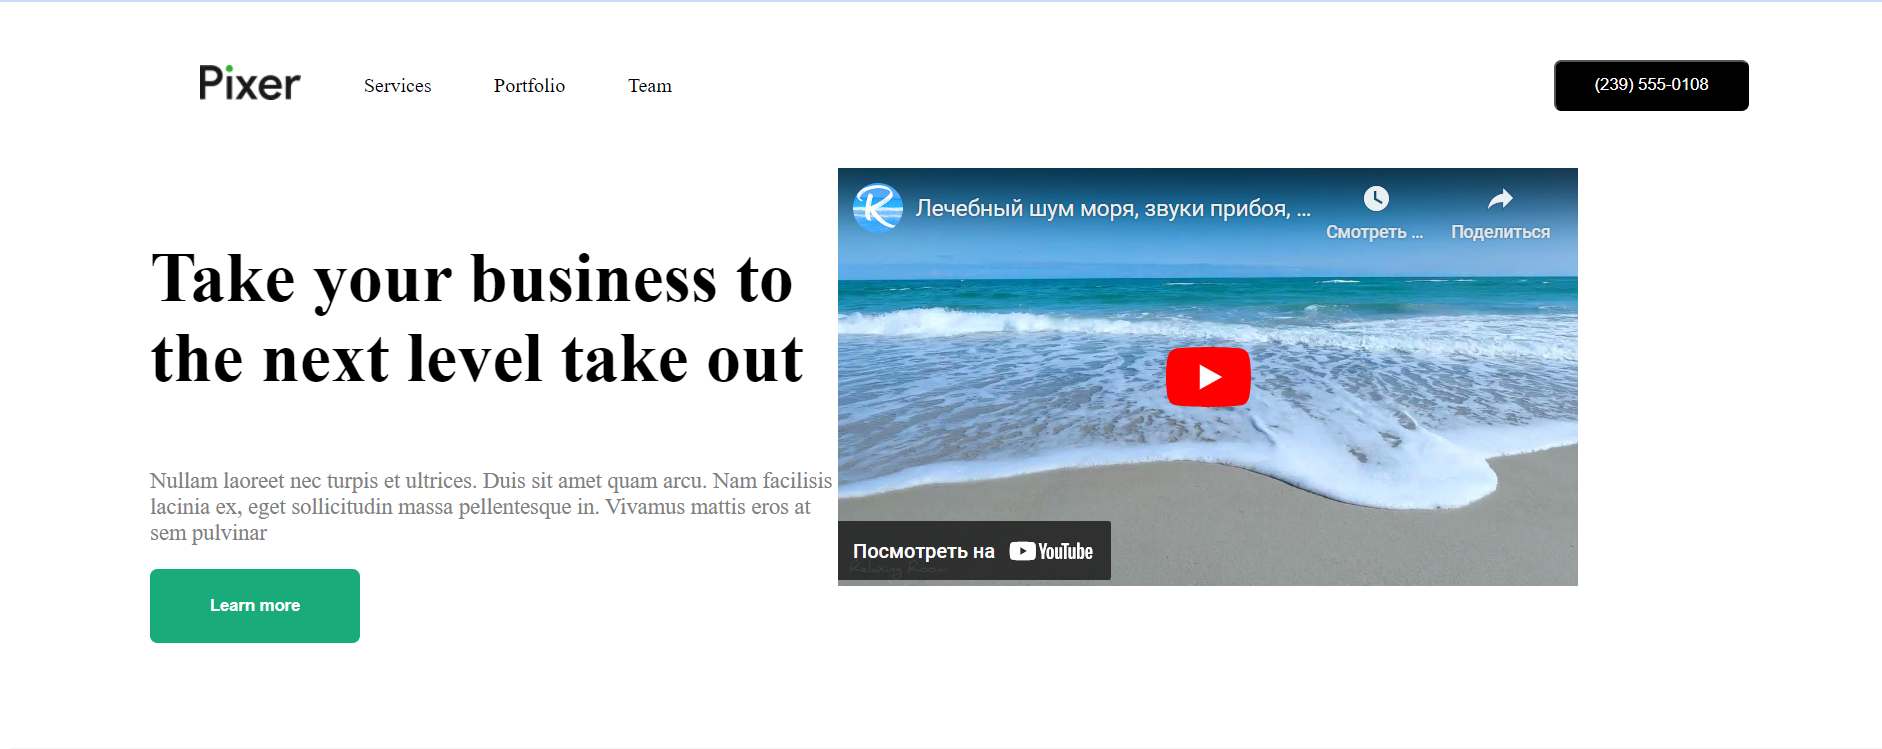 Pixer
Services
Portfolio
Team
(239) 555-0108
Take your business to
the next level take out
Nullam laoreet nec turpis et ultrices. Duis sit amet quam arcu. Nam facilisis
lacinia ex, eget sollicitudin massa pellentesque in. Vivamus mattis eros at
sem pulvinar
Learn more
Лечебный шум моря, звуки прибоя, ...
Смотреть ...
Поделиться
Посмотреть на YouTube
Relaxing Room